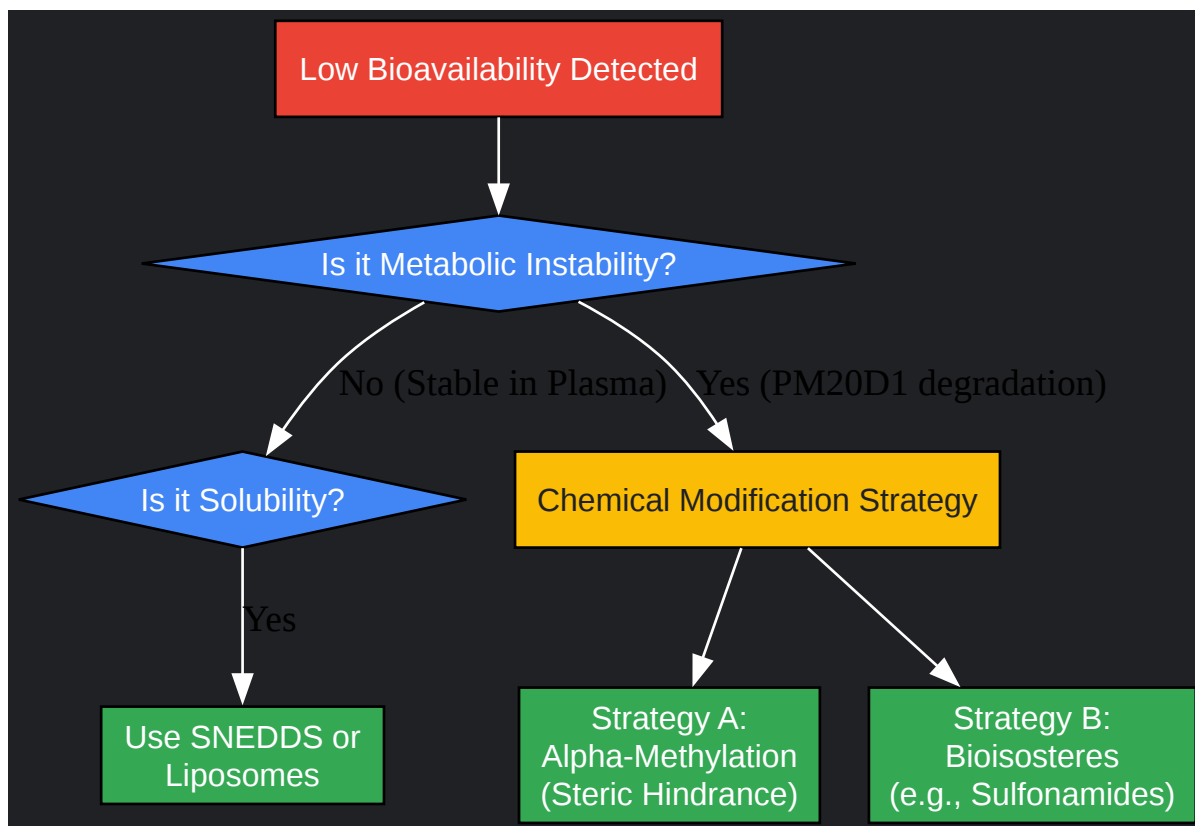 Low Bioavailability Detected
Is it Metabolic Instability?
No (Stable in Plasma)
Yes (PM20D1 degradation)
Is it Solubility?
Chemical Modification Strategy
Yes
Use SNEDDS or
Liposomes
Strategy A:
Alpha-Methylation
(Steric Hindrance)
Strategy B:
Bioisosteres
(e.g., Sulfonamides)